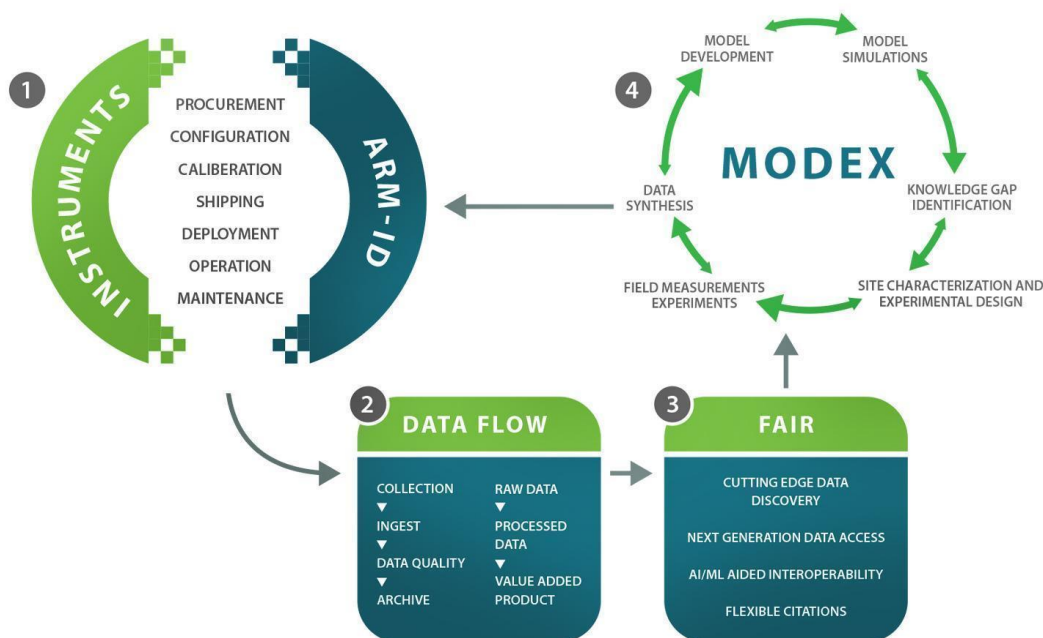 1
INSTRUMENTS
PROCUREMENT
CONFIGURATION
CALIBERATION
SHIPPING
DEPLOYMENT
OPERATION
MAINTENANCE
ARM-ID
2
DATA FLOW
COLLECTION
▼
INGEST
▼
DATA QUALITY
▼
ARCHIVE
RAW DATA
▼
PROCESSED
DATA
▼
VALUE ADDED
PRODUCT
3
FAIR
CUTTING EDGE DATA
DISCOVERY
NEXT GENERATION DATA ACCESS
AI/ML AIDED INTEROPERABILITY
FLEXIBLE CITATIONS
4
MODEX
MODEL
DEVELOPMENT
MODEL
SIMULATIONS
KNOWLEDGE GAP
IDENTIFICATION
SITE CHARACTERIZATION AND
EXPERIMENTAL DESIGN
FIELD MEASUREMENTS
EXPERIMENTS
DATA
SYNTHESIS